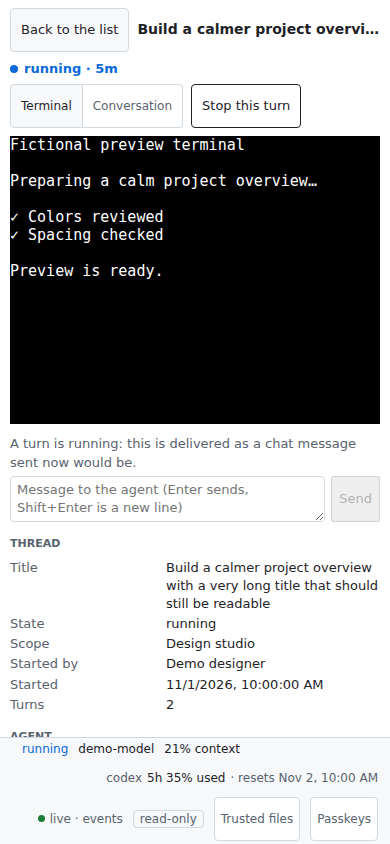 Back to the list
Build a calmer project overvi…
running · 5m
Terminal
Conversation
Stop this turn
Fictional preview terminal
Preparing a calm project overview…
✓ Colors reviewed
✓ Spacing checked
Preview is ready.
A turn is running: this is delivered as a chat message
sent now would be.
Message to the agent (Enter sends,
Shift+Enter is a new line)
Send
THREAD
Title
Build a calmer project overview
with a very long title that should
still be readable
State
running
Scope
Design studio
Started by
Demo designer
Started
11/1/2026, 10:00:00 AM
Turns
2
AGENT
running demo-model 21% context
codex 5h 35% used · resets Nov 2, 10:00 AM
live · events
read-only
Trusted files
Passkeys